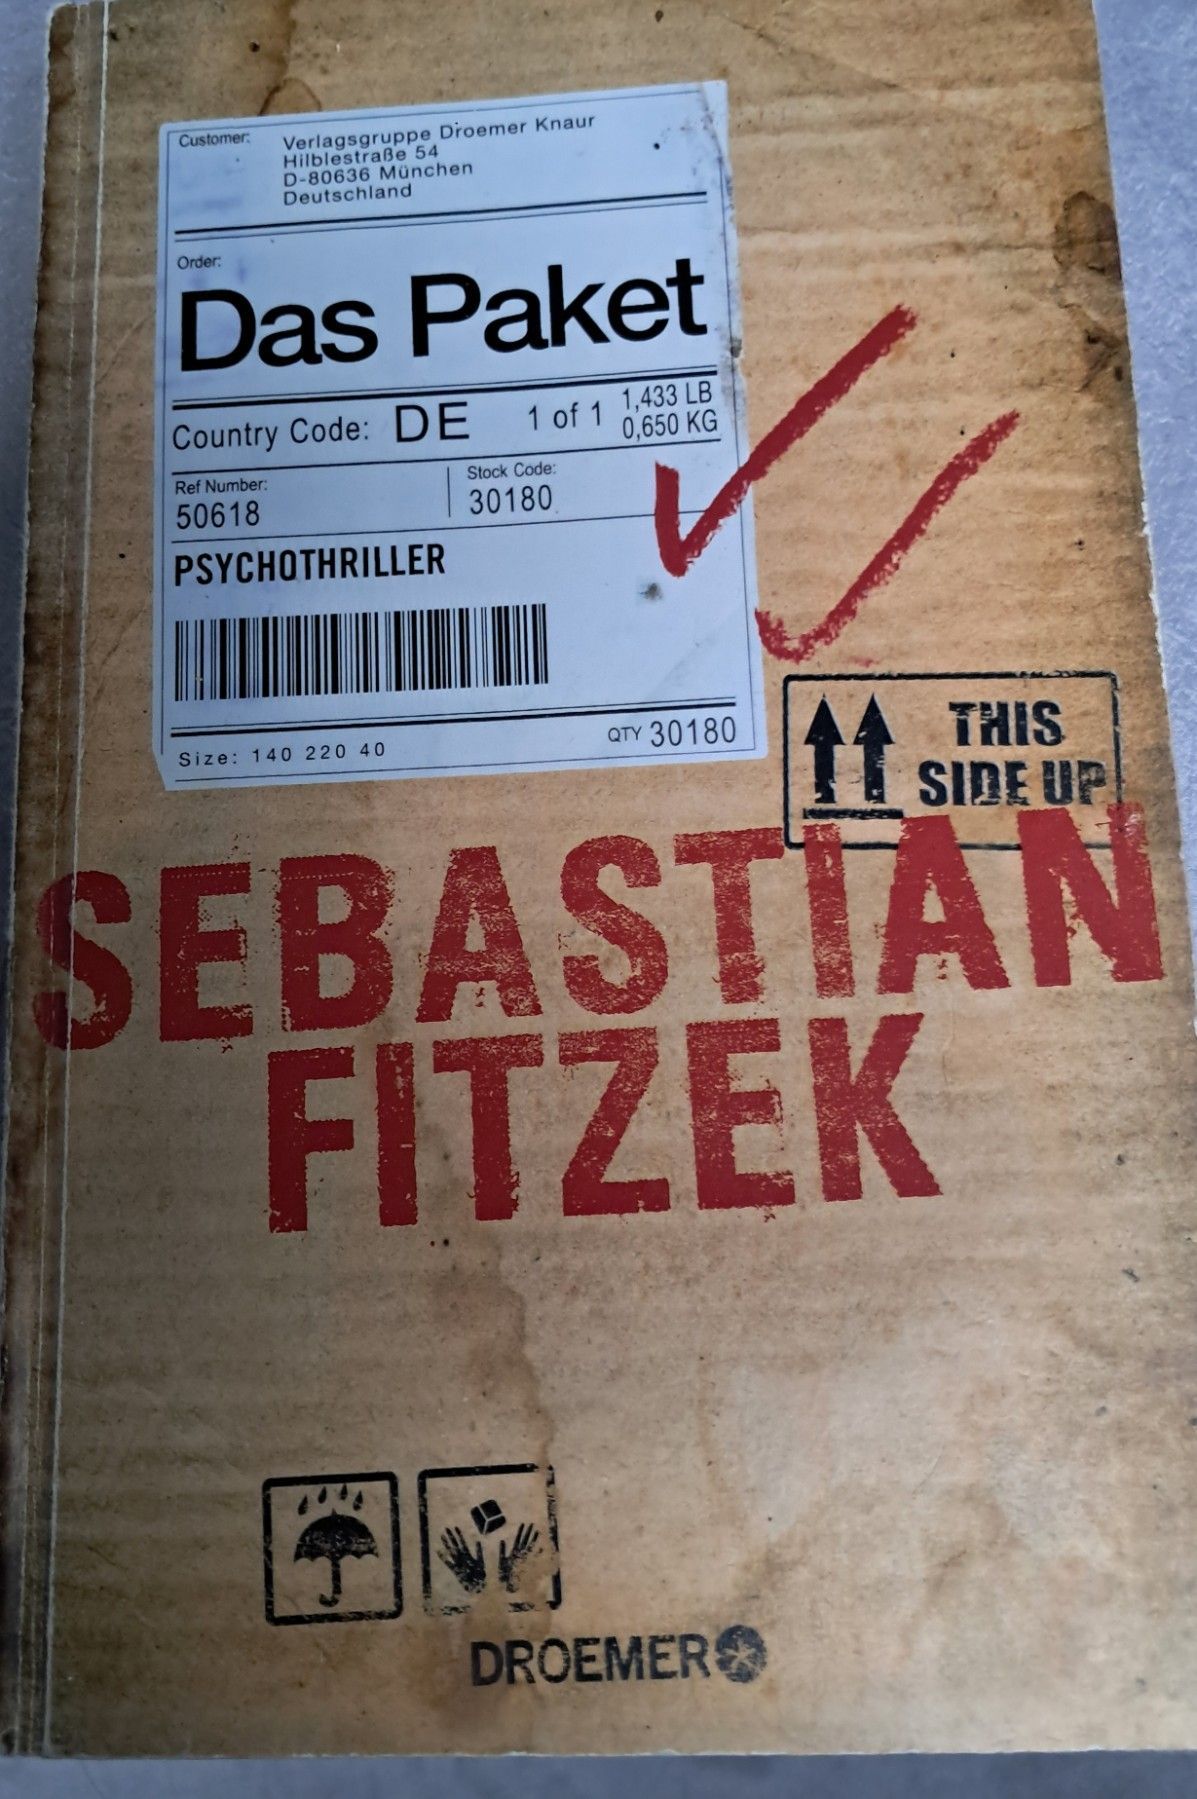 Customer: Verlagsgruppe Droemer Knaur
Hilblestraße 54
D-80636 München
Deutschland
Order:
Das Paket
Country Code: DE 1 of 1 1,433 LB
0,650 KG
Ref Number: Stock Code:
50618 30180
PSYCHOTHRILLER
Size: 140 220 40 QTY 30180
THIS
SIDE UP
SEBASTIAN
FITZEK
DROEMER